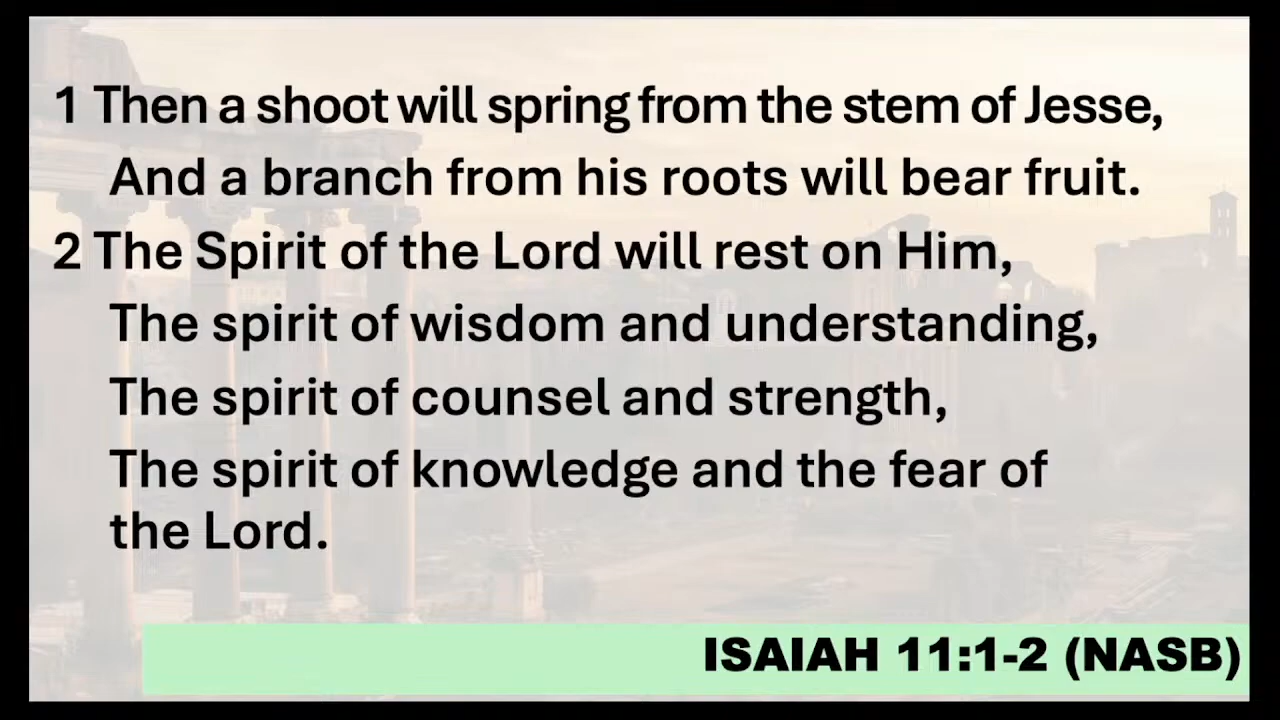 1 Then a shoot will spring from the stem of Jesse,
And a branch from his roots will bear fruit.
2 The Spirit of the Lord will rest on Him,
The spirit of wisdom and understanding,
The spirit of counsel and strength,
The spirit of knowledge and the fear of
the Lord.
ISAIAH 11:1-2 (NASB)